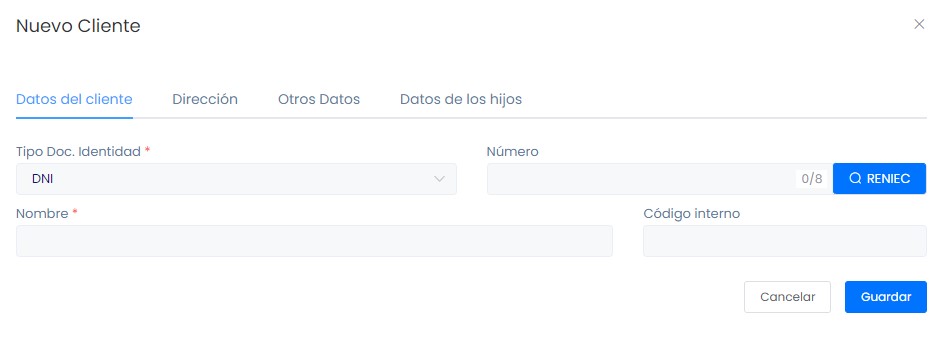 Nuevo Cliente
Datos del cliente Dirección Otros Datos Datos de los hijos
Tipo Doc. Identidad * Número
DNI 0/8 RENIEC
Nombre * Código interno
Cancelar Guardar